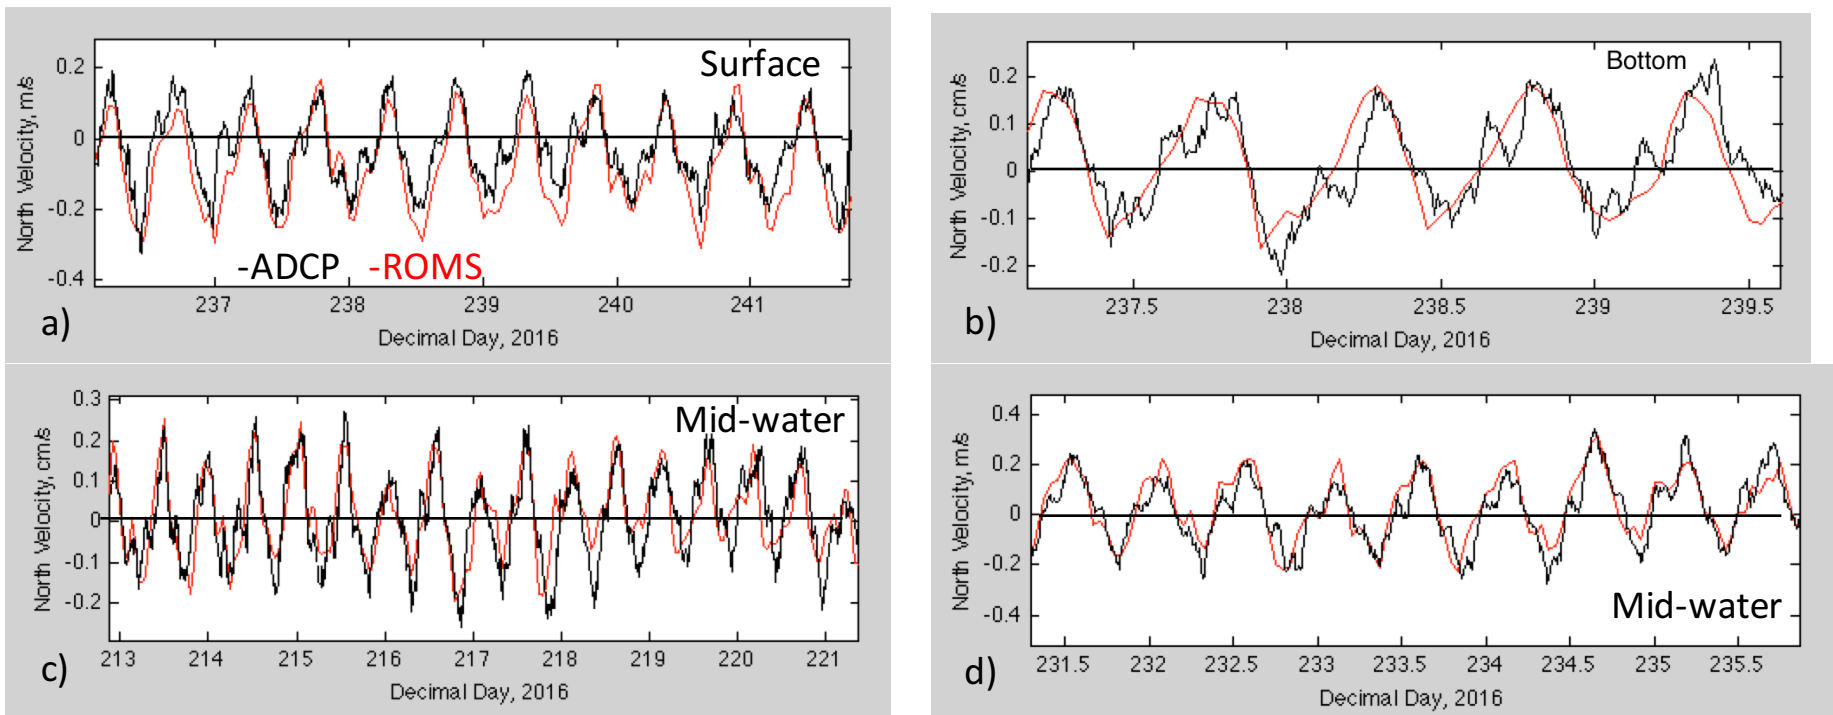 Surface
North Velocity, m/s
0.2
0
-0.2
-0.4
-ADCP -ROMS
237 238 239 240 241
a)
Decimal Day, 2016
Bottom
North Velocity, cm/s
0.2
0.1
0
-0.1
-0.2
237.5 238 238.5 239 239.5
b)
Decimal Day, 2016
Mid-water
North Velocity, cm/s
0.3
0.2
0.1
0
-0.1
-0.2
213 214 215 216 217 218 219 220 221
c)
Decimal Day, 2016
North Velocity, m/s
0.4
0.2
0
-0.2
-0.4
Mid-water
231.5 232 232.5 233 233.5 234 234.5 235 235.5
d)
Decimal Day, 2016